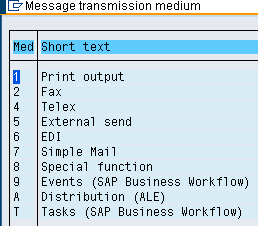 Message transmission medium
Med Short text
1 Print output
2 Fax
4 Telex
5 External send
6 EDI
7 Simple Mail
8 Special function
9 Events (SAP Business Workflow)
A Distribution (ALE)
T Tasks (SAP Business Workflow)